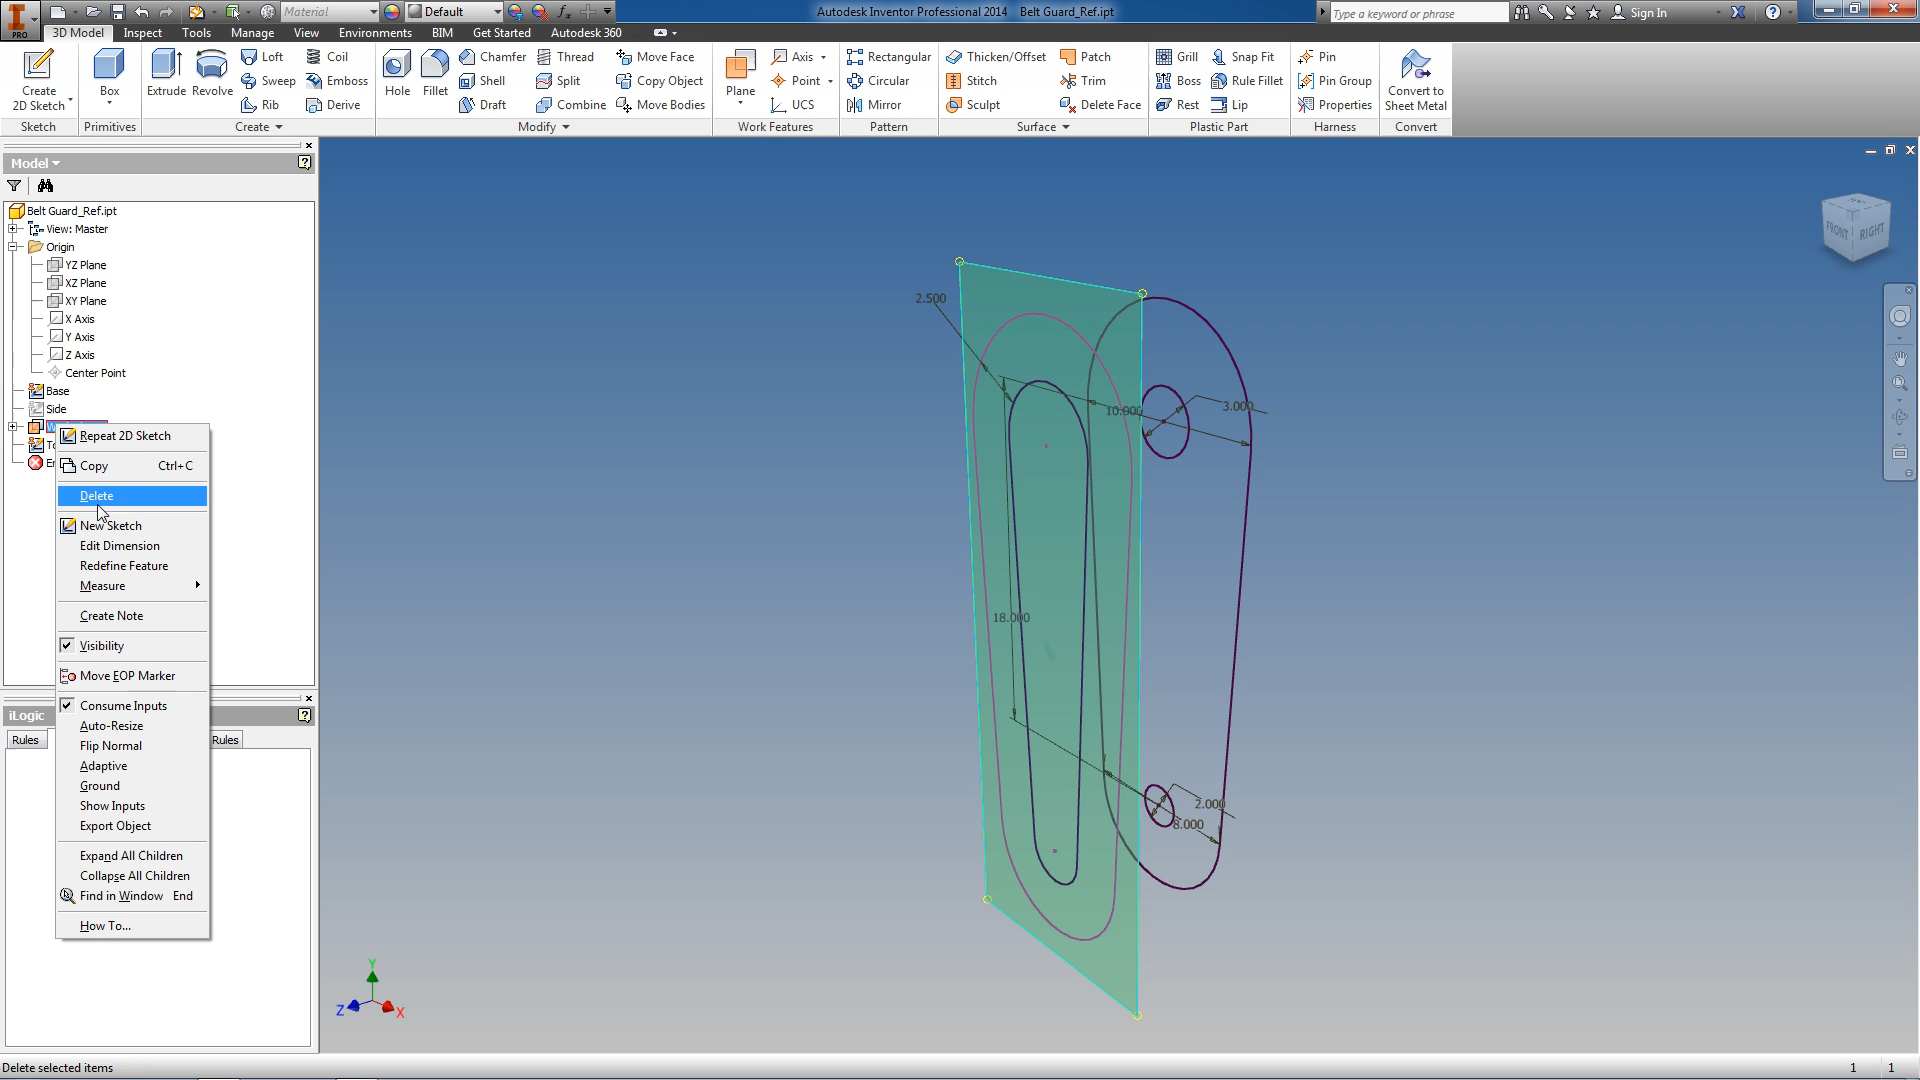 Material
Default
Autodesk Inventor Professional 2014 Belt Guard_Ref.ipt
Type a keyword or phrase
Sign In
PRO
3D Model Inspect Tools Manage View Environments BIM Get Started Autodesk 360
Create 2D Sketch
Box
Extrude
Revolve
Loft
Sweep
Rib
Coil
Emboss
Derive
Hole
Fillet
Chamfer
Shell
Draft
Thread
Split
Combine
Move Face
Copy Object
Move Bodies
Plane
Axis
Point
UCS
Rectangular
Circular
Mirror
Thicken/Offset
Stitch
Sculpt
Patch
Trim
Delete Face
Grill
Boss
Rest
Snap Fit
Rule Fillet
Lip
Pin
Pin Group
Properties
Convert to Sheet Metal
Sketch Primitives Create Modify Work Features Pattern Surface Plastic Part Harness Convert
Model
Belt Guard_Ref.ipt
View: Master
Origin
YZ Plane
XZ Plane
XY Plane
X Axis
Y Axis
Z Axis
Center Point
Base
Side
Repeat 2D Sketch
Copy Ctrl+C
Delete
New Sketch
Edit Dimension
Redefine Feature
Measure
Create Note
Visibility
Move EOP Marker
Consume Inputs
Auto-Resize
Flip Normal
Adaptive
Ground
Show Inputs
Export Object
Expand All Children
Collapse All Children
Find in Window End
How To...
iLogic
Rules
Rules
2.500
10.000
3.000
18.000
2.000
8.000
FRONT
RIGHT
Y
Z
X
Delete selected items
1 1